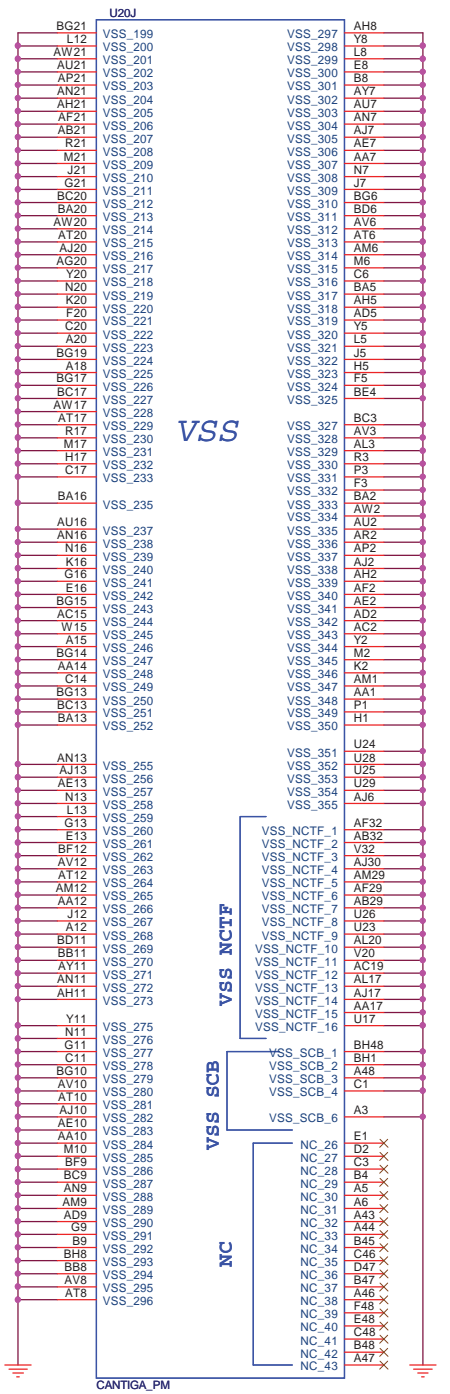 U20J
BG21 VSS_199
L12 VSS_200
AW21 VSS_201
AU21 VSS_202
AP21 VSS_203
AN21 VSS_204
AH21 VSS_205
AF21 VSS_206
AB21 VSS_207
R21 VSS_208
M21 VSS_209
J21 VSS_210
G21 VSS_211
BC20 VSS_212
BA20 VSS_213
AW20 VSS_214
AT20 VSS_215
AJ20 VSS_216
AG20 VSS_217
Y20 VSS_218
N20 VSS_219
K20 VSS_220
F20 VSS_221
C20 VSS_222
A20 VSS_223
BG19 VSS_224
A18 VSS_225
BG17 VSS_226
BC17 VSS_227
AW17 VSS_228
AT17 VSS_229
R17 VSS_230
M17 VSS_231
H17 VSS_232
C17 VSS_233
BA16 VSS_235
AU16 VSS_237
AN16 VSS_238
N16 VSS_239
K16 VSS_240
G16 VSS_241
E16 VSS_242
BG15 VSS_243
AC15 VSS_244
W15 VSS_245
A15 VSS_246
BG14 VSS_247
AA14 VSS_248
C14 VSS_249
BG13 VSS_250
BC13 VSS_251
BA13 VSS_252
AN13 VSS_255
AJ13 VSS_256
AE13 VSS_257
N13 VSS_258
L13 VSS_259
G13 VSS_260
E13 VSS_261
BF12 VSS_262
AV12 VSS_263
AT12 VSS_264
AM12 VSS_265
AA12 VSS_266
J12 VSS_267
A12 VSS_268
BD11 VSS_269
BB11 VSS_270
AY11 VSS_271
AN11 VSS_272
AH11 VSS_273
Y11 VSS_275
N11 VSS_276
G11 VSS_277
C11 VSS_278
BG10 VSS_279
AV10 VSS_280
AT10 VSS_281
AJ10 VSS_282
AE10 VSS_283
AA10 VSS_284
M10 VSS_285
BF9 VSS_286
BC9 VSS_287
AN9 VSS_288
AM9 VSS_289
AD9 VSS_290
G9 VSS_291
B9 VSS_292
BH8 VSS_293
BB8 VSS_294
AV8 VSS_295
AT8 VSS_296
VSS
VSS_297 AH8
VSS_298 Y8
VSS_299 L8
VSS_300 E8
VSS_301 B8
VSS_302 AY7
VSS_303 AU7
VSS_304 AN7
VSS_305 AJ7
VSS_306 AE7
VSS_307 AA7
VSS_308 N7
VSS_309 J7
VSS_310 BG6
VSS_311 BD6
VSS_312 AV6
VSS_313 AT6
VSS_314 AM6
VSS_315 M6
VSS_316 C6
VSS_317 BA5
VSS_318 AH5
VSS_319 AD5
VSS_320 Y5
VSS_321 L5
VSS_322 J5
VSS_323 H5
VSS_324 F5
VSS_325 BE4
VSS_327 BC3
VSS_328 AV3
VSS_329 AL3
VSS_330 R3
VSS_331 P3
VSS_332 F3
VSS_333 BA2
VSS_334 AW2
VSS_335 AU2
VSS_336 AR2
VSS_337 AP2
VSS_338 AJ2
VSS_339 AH2
VSS_340 AF2
VSS_341 AE2
VSS_342 AD2
VSS_343 AC2
VSS_344 Y2
VSS_345 M2
VSS_346 K2
VSS_347 AM1
VSS_348 AA1
VSS_349 P1
VSS_350 H1
VSS_351 U24
VSS_352 U28
VSS_353 U25
VSS_354 U29
VSS_355 AJ6
VSS NCTF
VSS_NCTF_1 AF32
VSS_NCTF_2 AB32
VSS_NCTF_3 V32
VSS_NCTF_4 AJ30
VSS_NCTF_5 AM29
VSS_NCTF_6 AF29
VSS_NCTF_7 AB29
VSS_NCTF_8 U26
VSS_NCTF_9 U23
VSS_NCTF_10 AL20
VSS_NCTF_11 V20
VSS_NCTF_12 AC19
VSS_NCTF_13 AL17
VSS_NCTF_14 AJ17
VSS_NCTF_15 AA17
VSS_NCTF_16 U17
VSS SCB
VSS_SCB_1 BH48
VSS_SCB_2 BH1
VSS_SCB_3 A48
VSS_SCB_4 C1
VSS_SCB_6 A3
NC
NC_26 E1
NC_27 D2
NC_28 C3
NC_29 B4
NC_30 A5
NC_31 A6
NC_32 A43
NC_33 A44
NC_34 B45
NC_35 C46
NC_36 D47
NC_37 B47
NC_38 A46
NC_39 F48
NC_40 E48
NC_41 C48
NC_42 B48
NC_43 A47
CANTIGA_PM